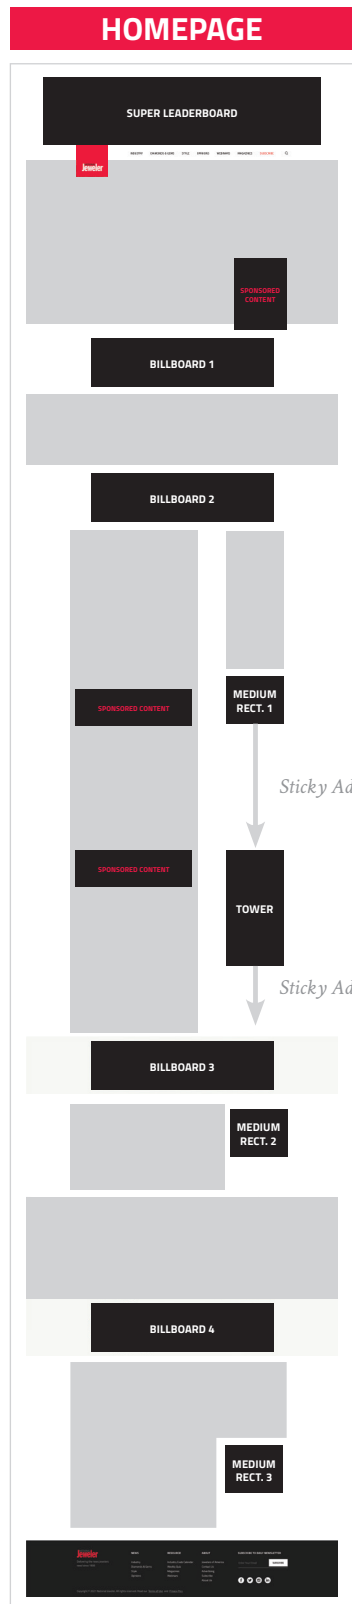 HOMEPAGE
SUPER LEADERBOARD
Jeweler
SPONSORED
CONTENT
BILLBOARD 1
BILLBOARD 2
MEDIUM
RECT. 1
SPONSORED CONTENT
Sticky Ad
SPONSORED CONTENT
TOWER
Sticky Ad
BILLBOARD 3
MEDIUM
RECT. 2
BILLBOARD 4
MEDIUM
RECT. 3
Jeweler